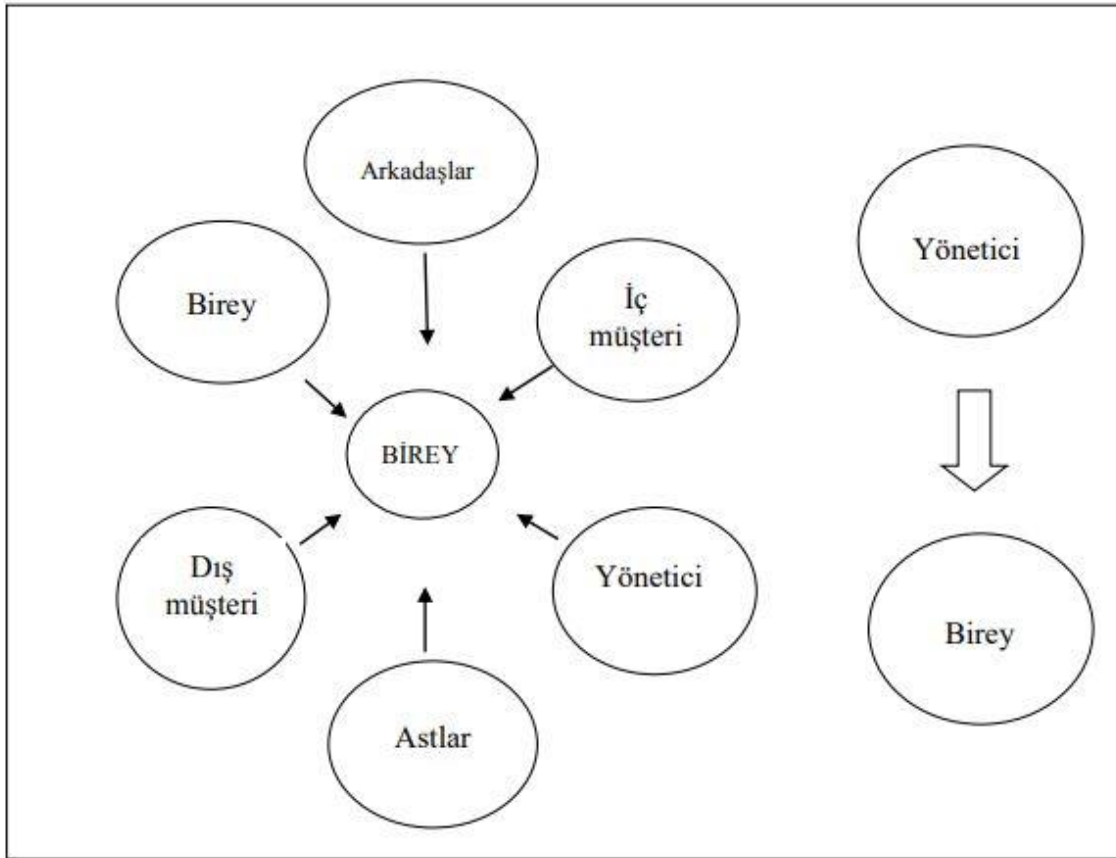 Arkadaşlar
Birey
İç
müşteri
BİREY
Dış
müşteri
Yönetici
Astlar
Yönetici
Birey